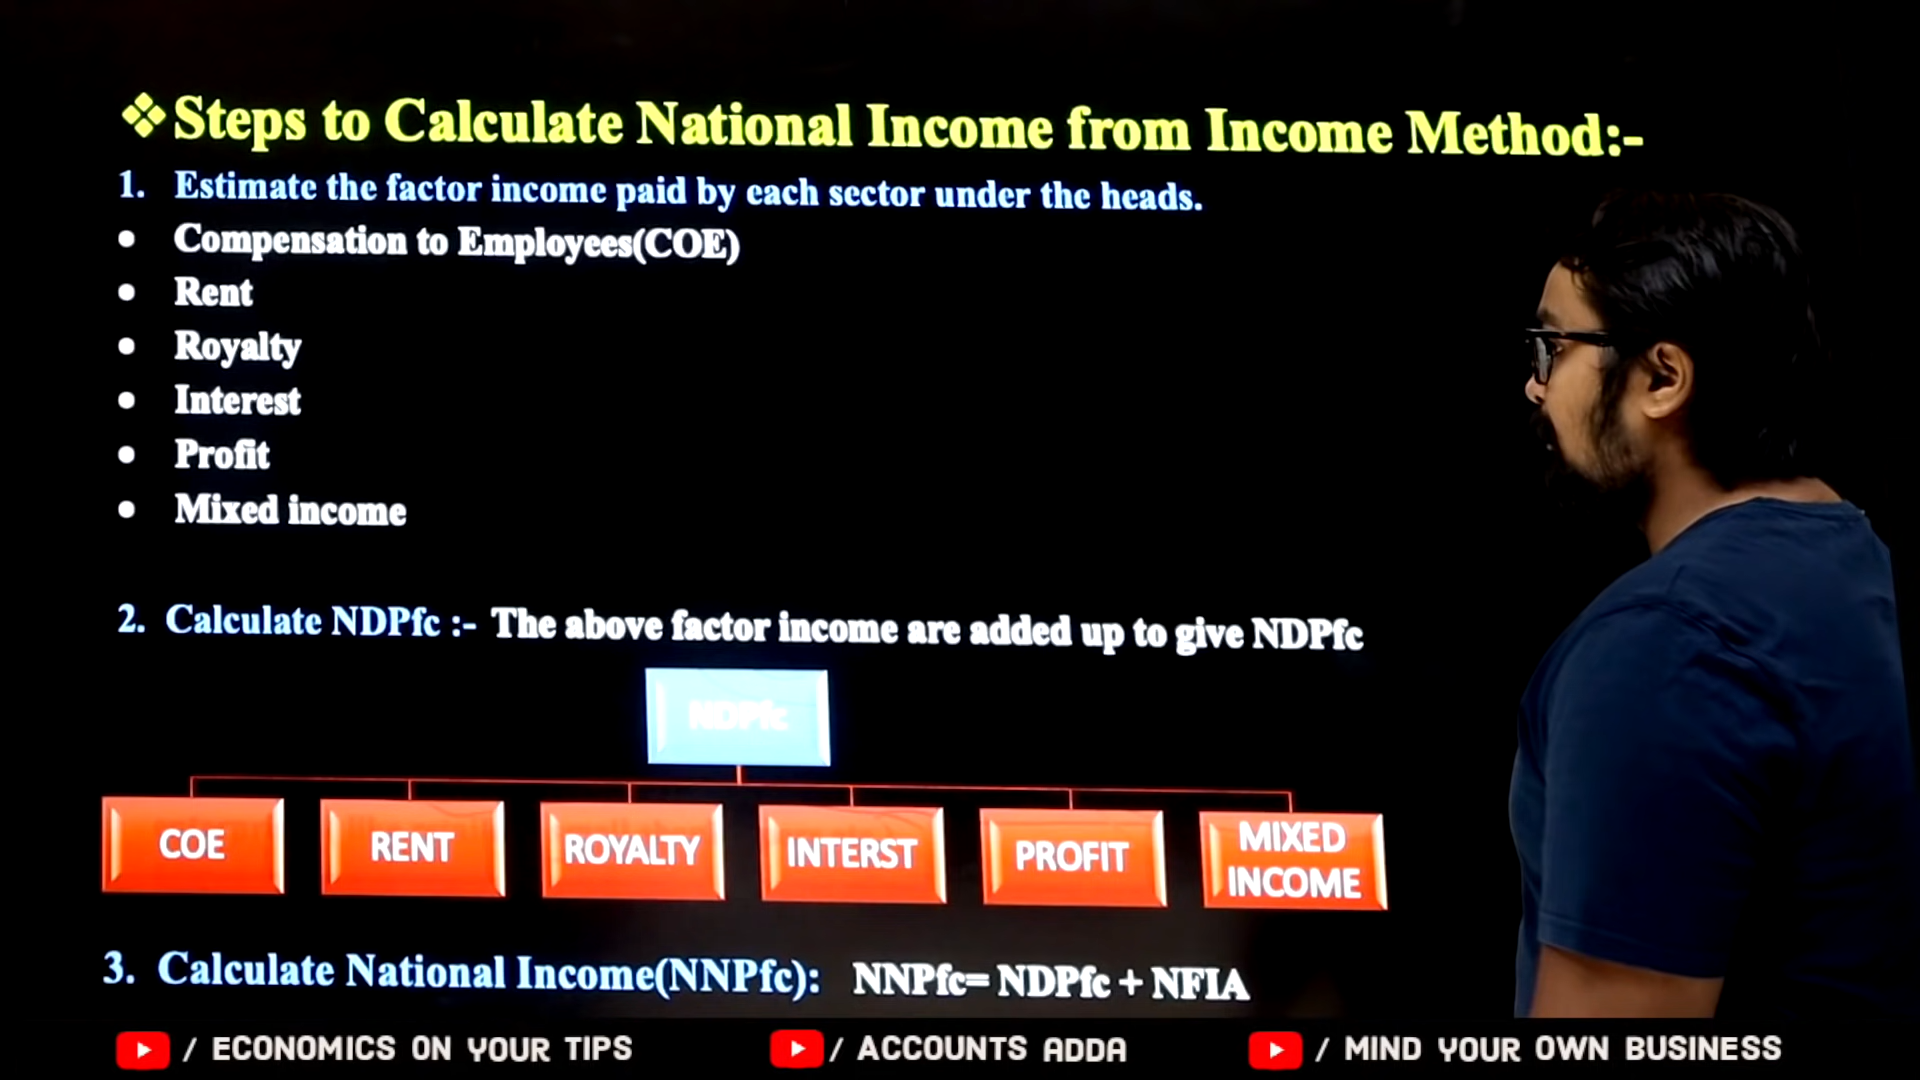 ❖Steps to Calculate National Income from Income Method:-
1. Estimate the factor income paid by each sector under the heads.
• Compensation to Employees(COE)
• Rent
• Royalty
• Interest
• Profit
• Mixed income
2. Calculate NDPfc :- The above factor income are added up to give NDPfc
NDPfc
COE
RENT
ROYALTY
INTERST
PROFIT
MIXED
INCOME
3. Calculate National Income(NNPfc): NNPfc= NDPfc + NFIA
/ ECONOMICS ON YOUR TIPS
/ ACCOUNTS ADDA
/ MIND YOUR OWN BUSINESS